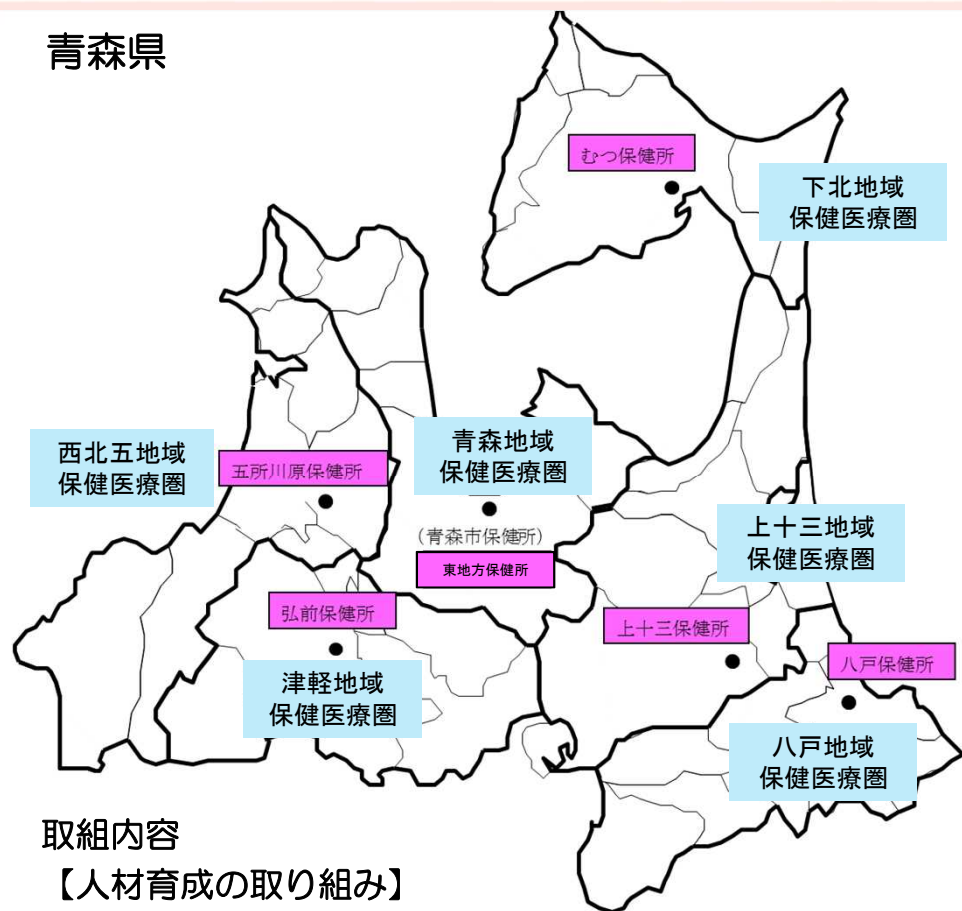 青森県
むつ保健所
下北地域
保健医療圏
西北五地域
保健医療圏
五所川原保健所
青森地域
保健医療圏
(青森市保健所)
東地方保健所
上十三地域
保健医療圏
弘前保健所
上十三保健所
八戸保健所
津軽地域
保健医療圏
八戸地域
保健医療圏
取組内容
【人材育成の取り組み】